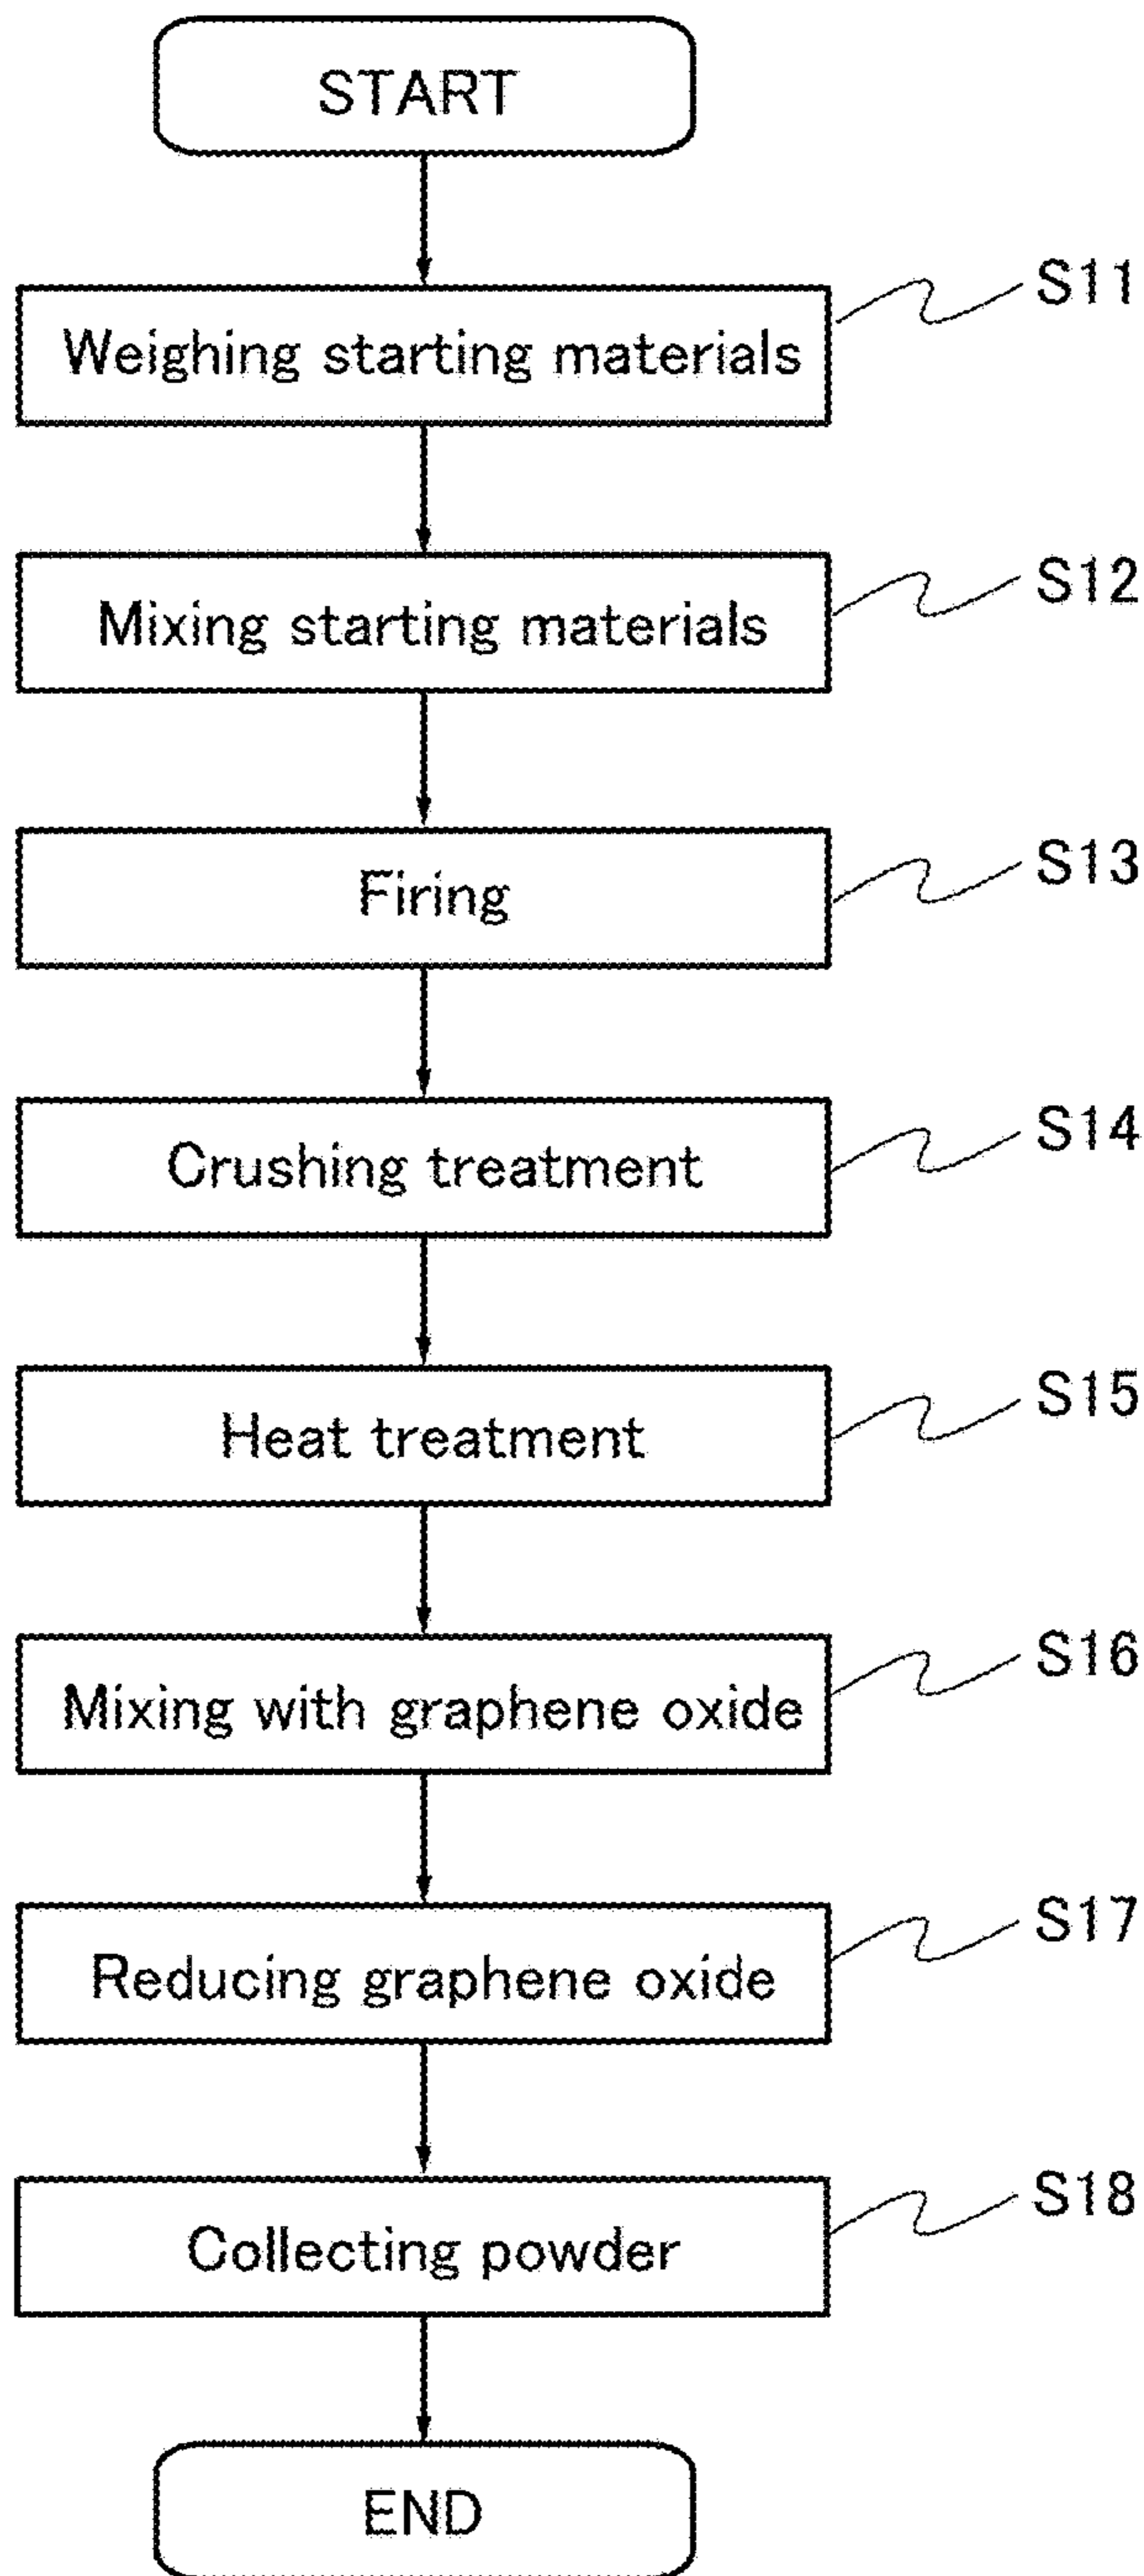 START
Weighing starting materials
S11
Mixing starting materials
S12
Firing
S13
Crushing treatment
S14
Heat treatment
S15
Mixing with graphene oxide
S16
Reducing graphene oxide
S17
Collecting powder
S18
END